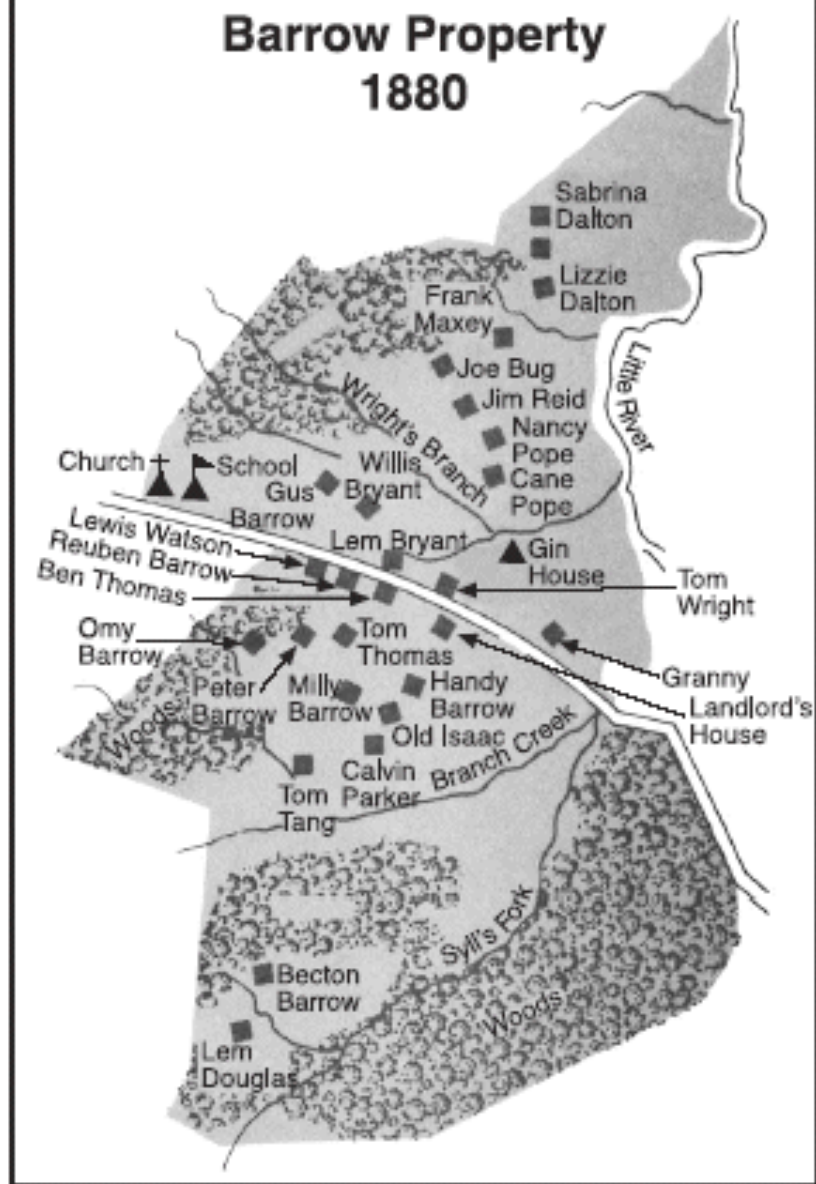 Barrow Property
1880
Sabrina
Dalton
Lizzie
Dalton
Frank
Maxey
Little River
Joe Bug
Jim Reid
Wright's Branch
Nancy
Pope
Cane
Pope
Church
School
Willis
Bryant
Gus
Barrow
Lewis Watson
Reuben Barrow
Ben Thomas
Lem Bryant
Gin
House
Tom
Wright
Omy
Barrow
Tom
Thomas
Granny
Peter
Barrow
Milly
Barrow
Handy
Barrow
Landlord's
House
Woods
Old Isaac
Calvin
Parker
Branch Creek
Tom
Tang
Syll's Fork
Becton
Barrow
Woods
Lem
Douglas